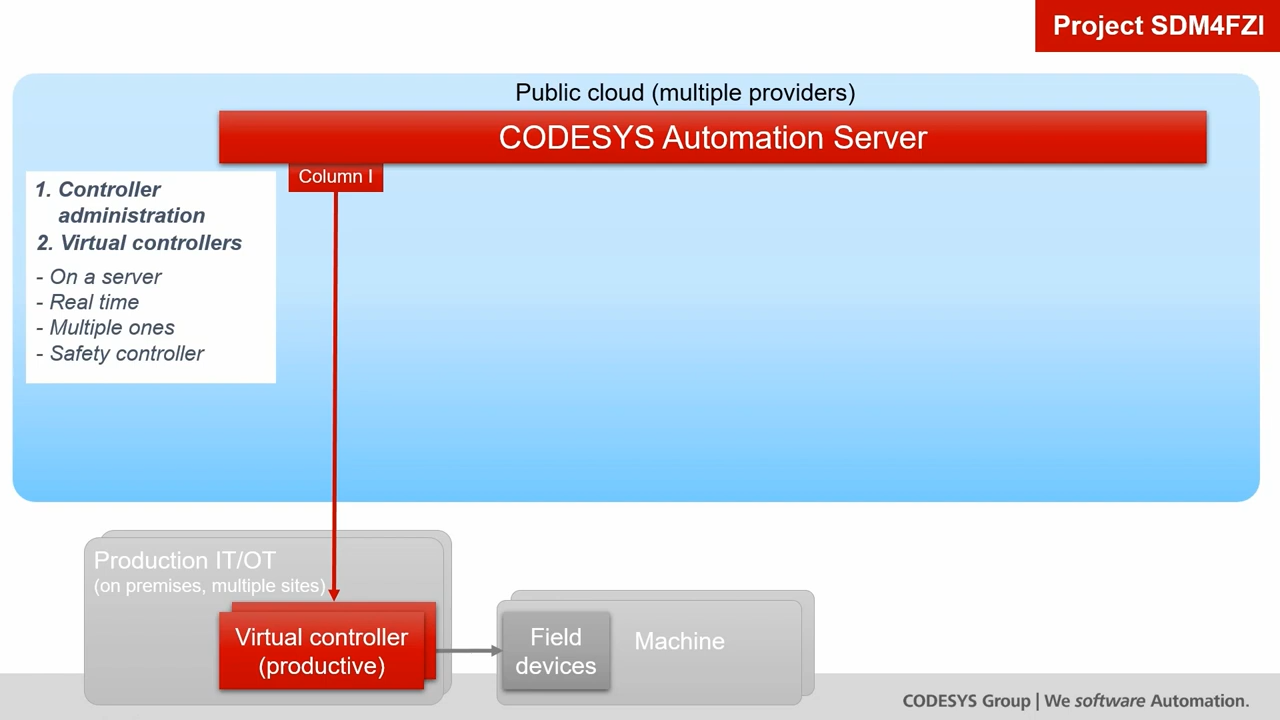 Project SDM4FZI
Public cloud (multiple providers)
CODESYS Automation Server
Column I
1. Controller
administration
2. Virtual controllers
- On a server
- Real time
- Multiple ones
- Safety controller
Production IT/OT
(on premises, multiple sites)
Virtual controller
(productive)
Field
devices
Machine
CODESYS Group | We software Automation.